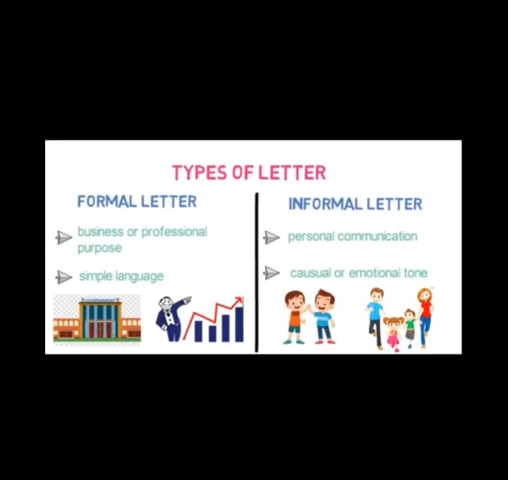 TYPES OF LETTER
FORMAL LETTER
business or professional
purpose
simple language
INFORMAL LETTER
personal communication
causual or emotional tone